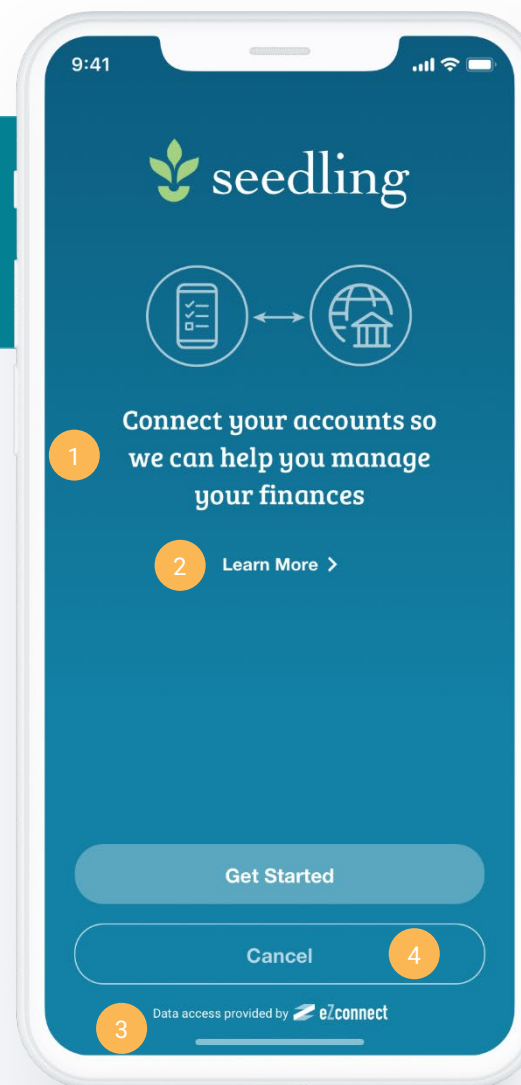 9:41
seedling
Connect your accounts so
1
we can help you manage
your finances
2
Learn More >
Get Started
Cancel
4
Data access provided by eZconnect
3